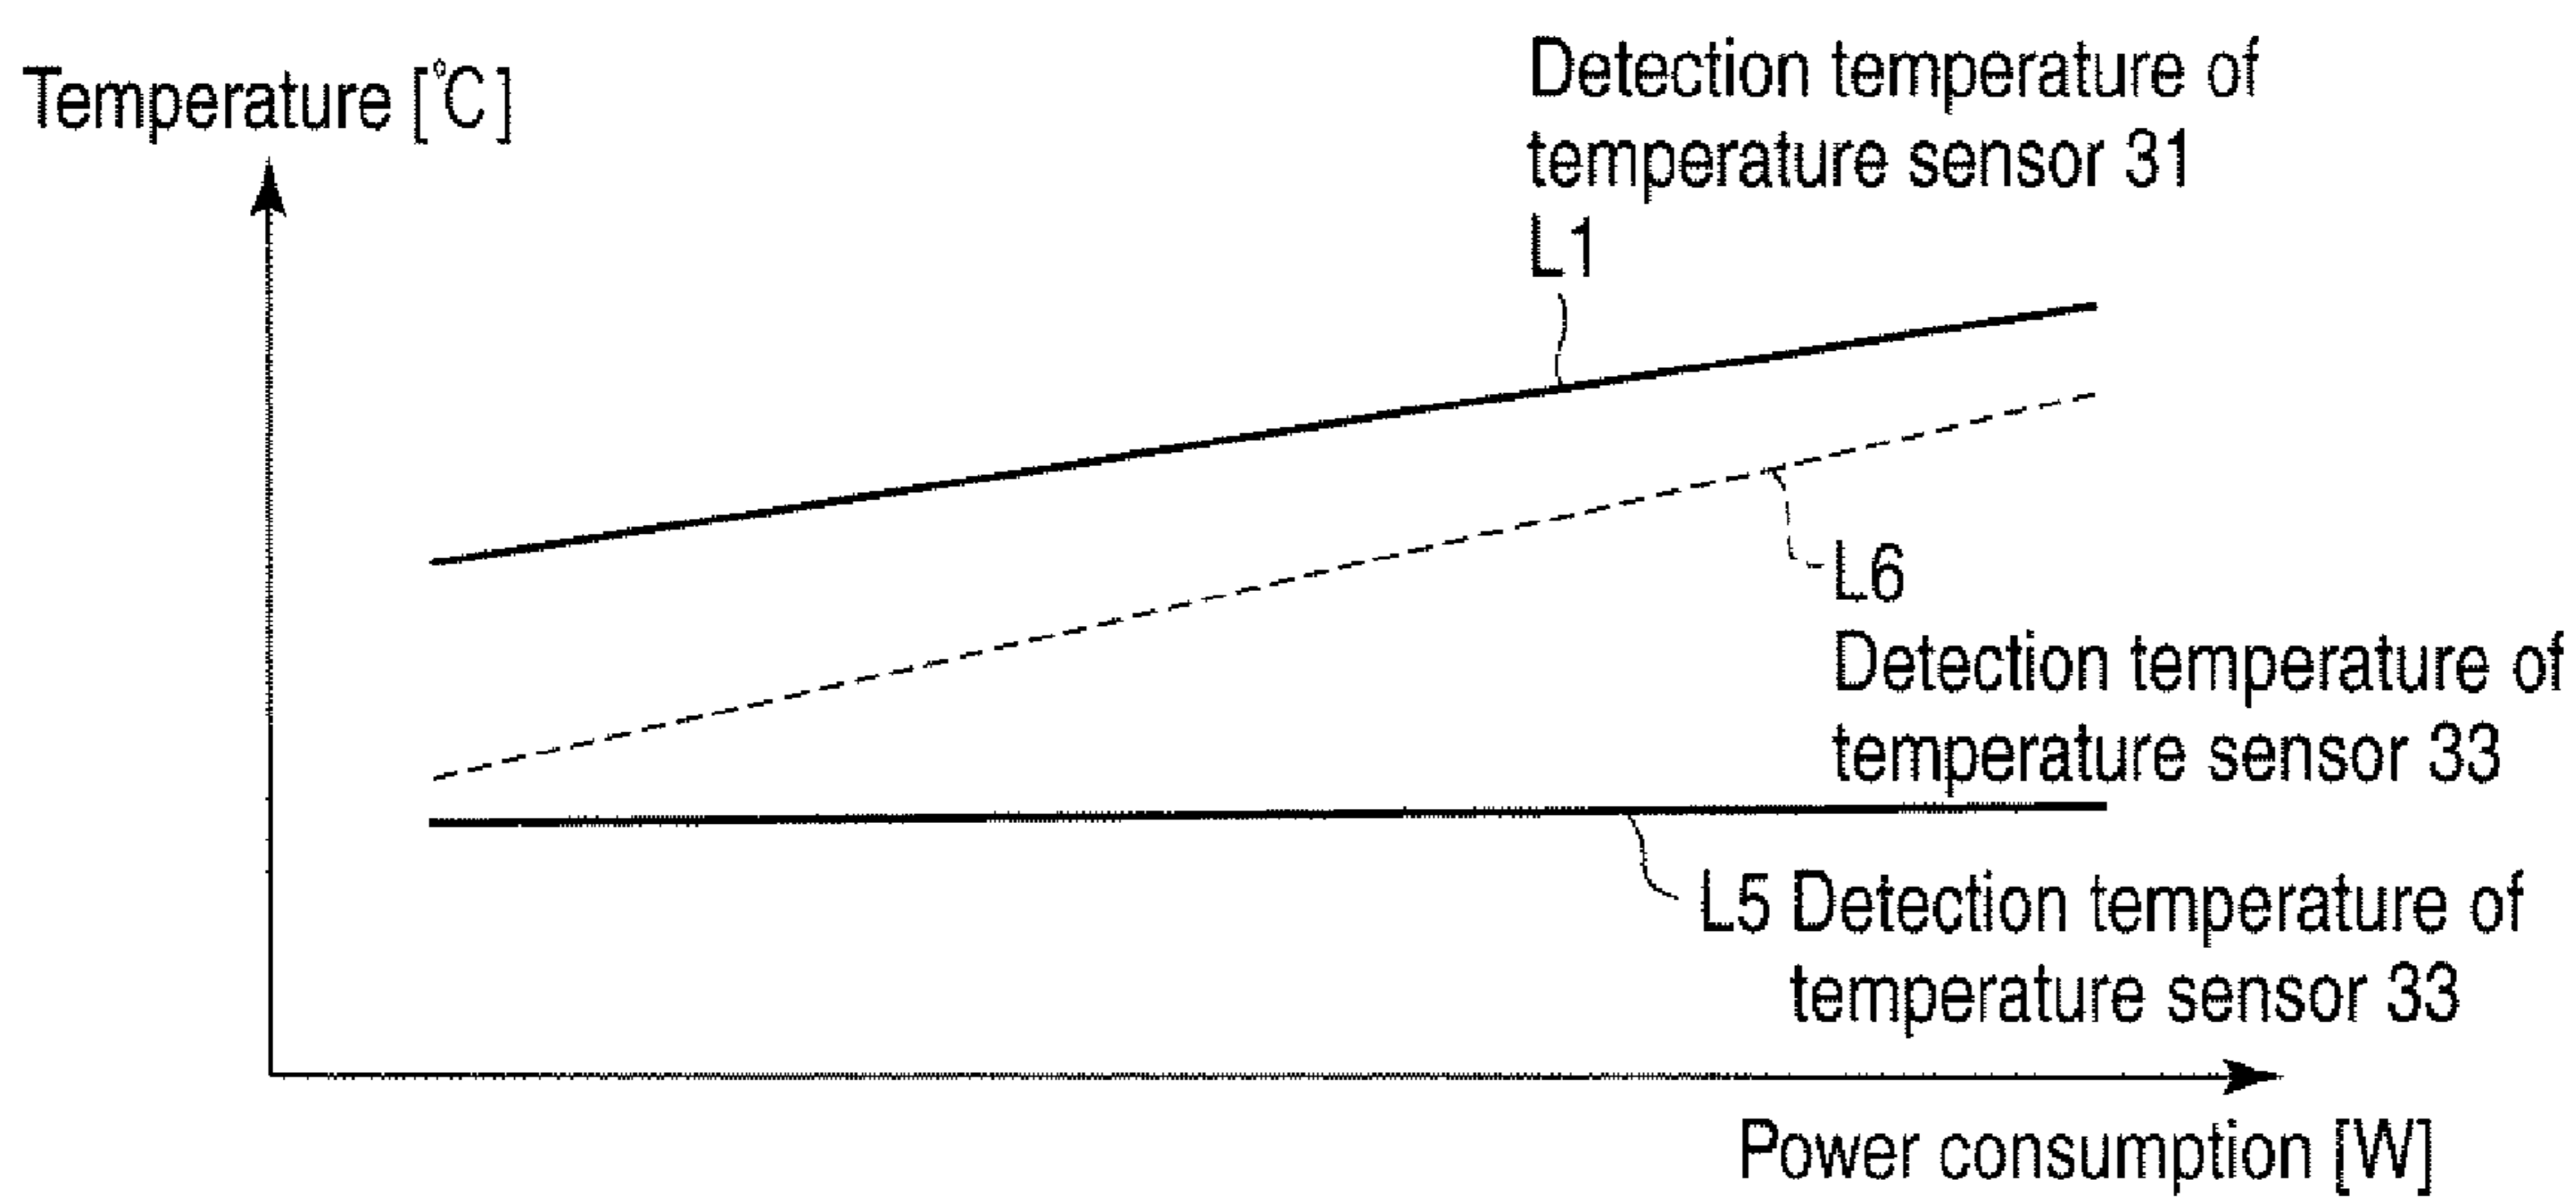 Temperature [°C]
Detection temperature of
temperature sensor 31
L1
L6
Detection temperature of
temperature sensor 33
L5 Detection temperature of
temperature sensor 33
Power consumption [W]